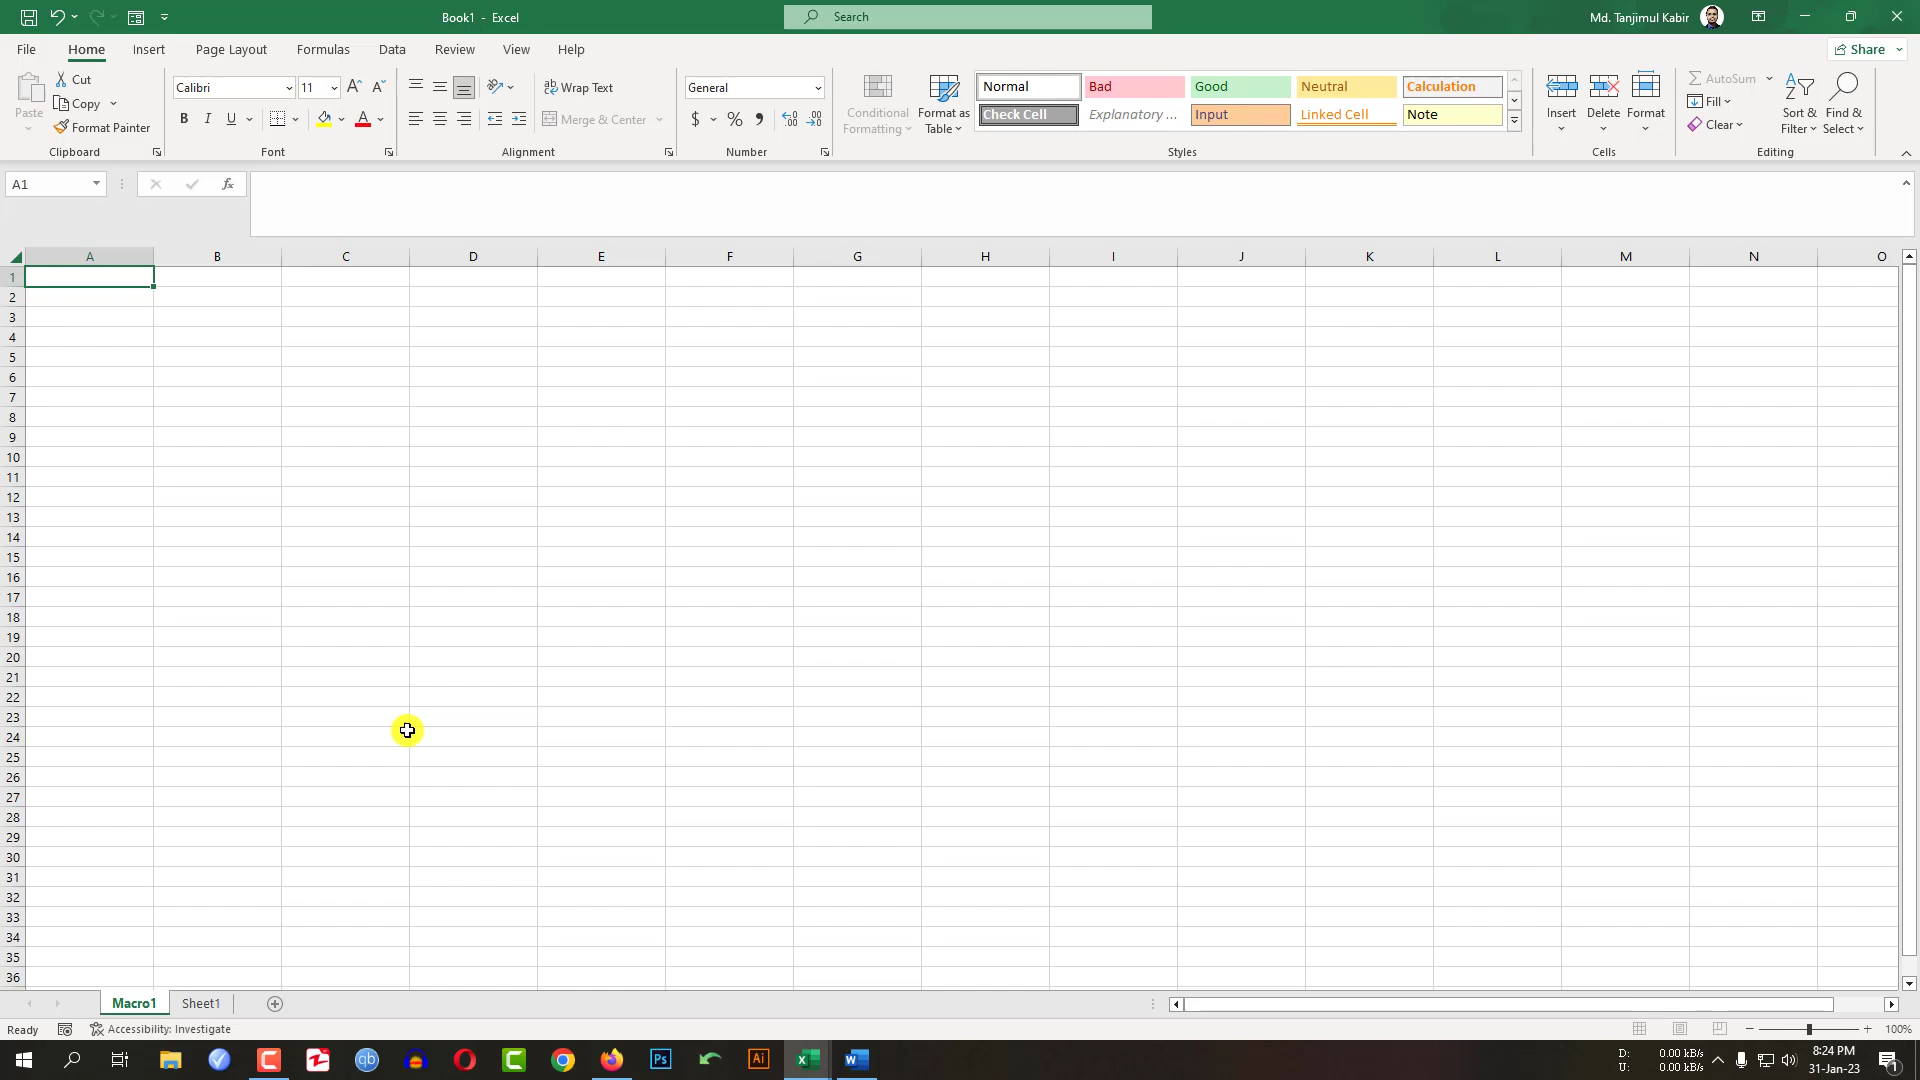 Book1 - Excel
Search
Md. Tanjimul Kabir
File Home Insert Page Layout Formulas Data Review View Help
Share
Paste
Cut
Copy
Format Painter
Clipboard
Calibri 11
B I U
Font
Wrap Text
Merge & Center
Alignment
General
$ % ,
Number
Conditional Formatting
Format as Table
Normal Bad Good Neutral Calculation
Check Cell Explanatory ... Input Linked Cell Note
Styles
Insert Delete Format
Cells
AutoSum
Fill
Clear
Sort & Filter
Find & Select
Editing
A1
fx
A B C D E F G H I J K L M N O
1
2
3
4
5
6
7
8
9
10
11
12
13
14
15
16
17
18
19
20
21
22
23
24
25
26
27
28
29
30
31
32
33
34
35
36
Macro1 Sheet1
Ready
Accessibility: Investigate
100%
qb
Ps
Ai
D: 0.00 kB/s
U: 0.00 kB/s
8:24 PM
31-Jan-23
1